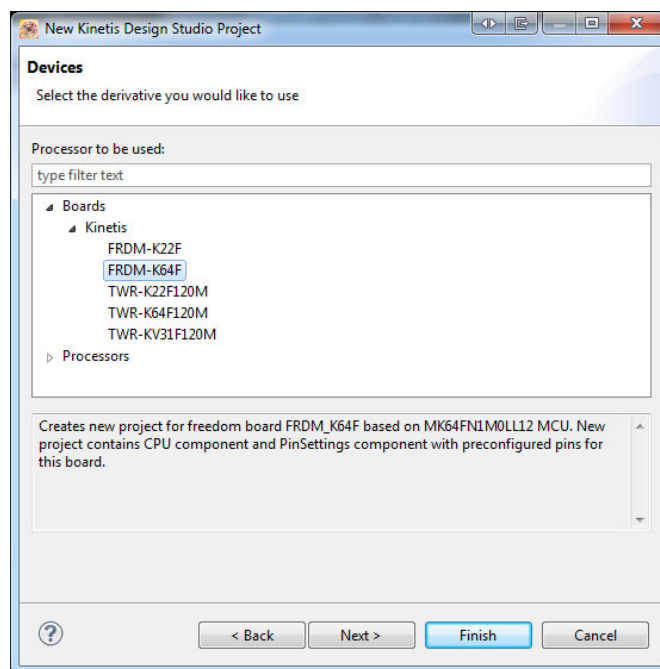 New Kinetis Design Studio Project
Devices
Select the derivative you would like to use
Processor to be used:
type filter text
Boards
Kinetis
FRDM-K22F
FRDM-K64F
TWR-K22F120M
TWR-K64F120M
TWR-KV31F120M
Processors
Creates new project for freedom board FRDM_K64F based on MK64FN1M0LL12 MCU. New
project contains CPU component and PinSettings component with preconfigured pins for
this board.
< Back Next > Finish Cancel